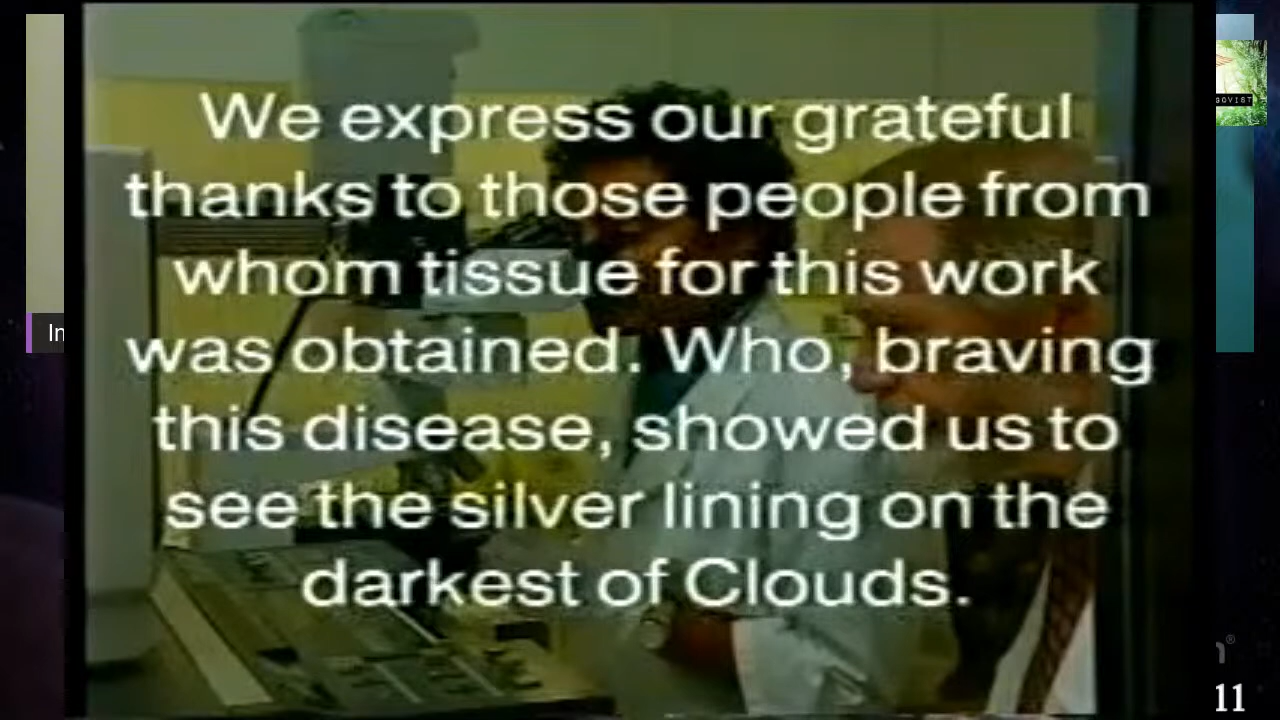 We express our grateful
thanks to those people from
whom tissue for this work
was obtained. Who, braving
this disease, showed us to
see the silver lining on the
darkest of Clouds.
In
11